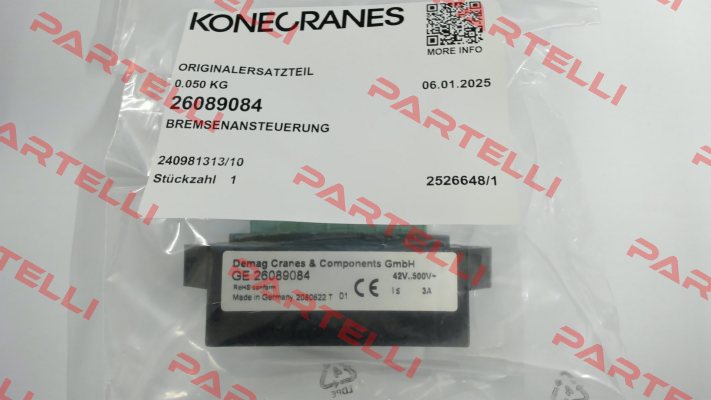 KONECRANES
MORE INFO
ORIGINALERSATZTEIL
0.050 KG
06.01.2025
26089084
BREMSENANSTEUERUNG
240981313/10
Stückzahl 1
2526648/1
Demag Cranes & Components GmbH
GE 26089084
42V..500V~
RoHS conform
I ≤ 3A
Made in Germany 2080822 T 01
CE
PARTELLI
PARTELLI
PARTELLI
PARTELLI
PARTELLI
PARTELLI